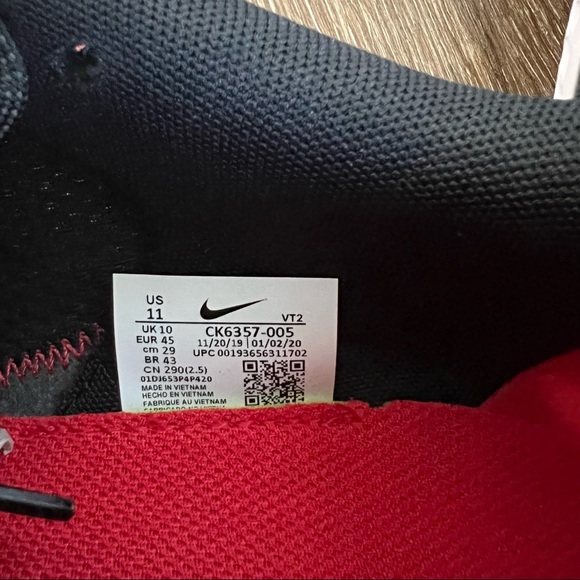 US
11
VT2
UK 10
EUR 45
cm 29
BR 43
CN 290(2.5)
CK6357-005
11/20/19 | 01/02/20
UPC 00193656311702
01DJ653P4P420
MADE IN VIETNAM
HECHO EN VIETNAM
FABRIQUE AU VIETNAM